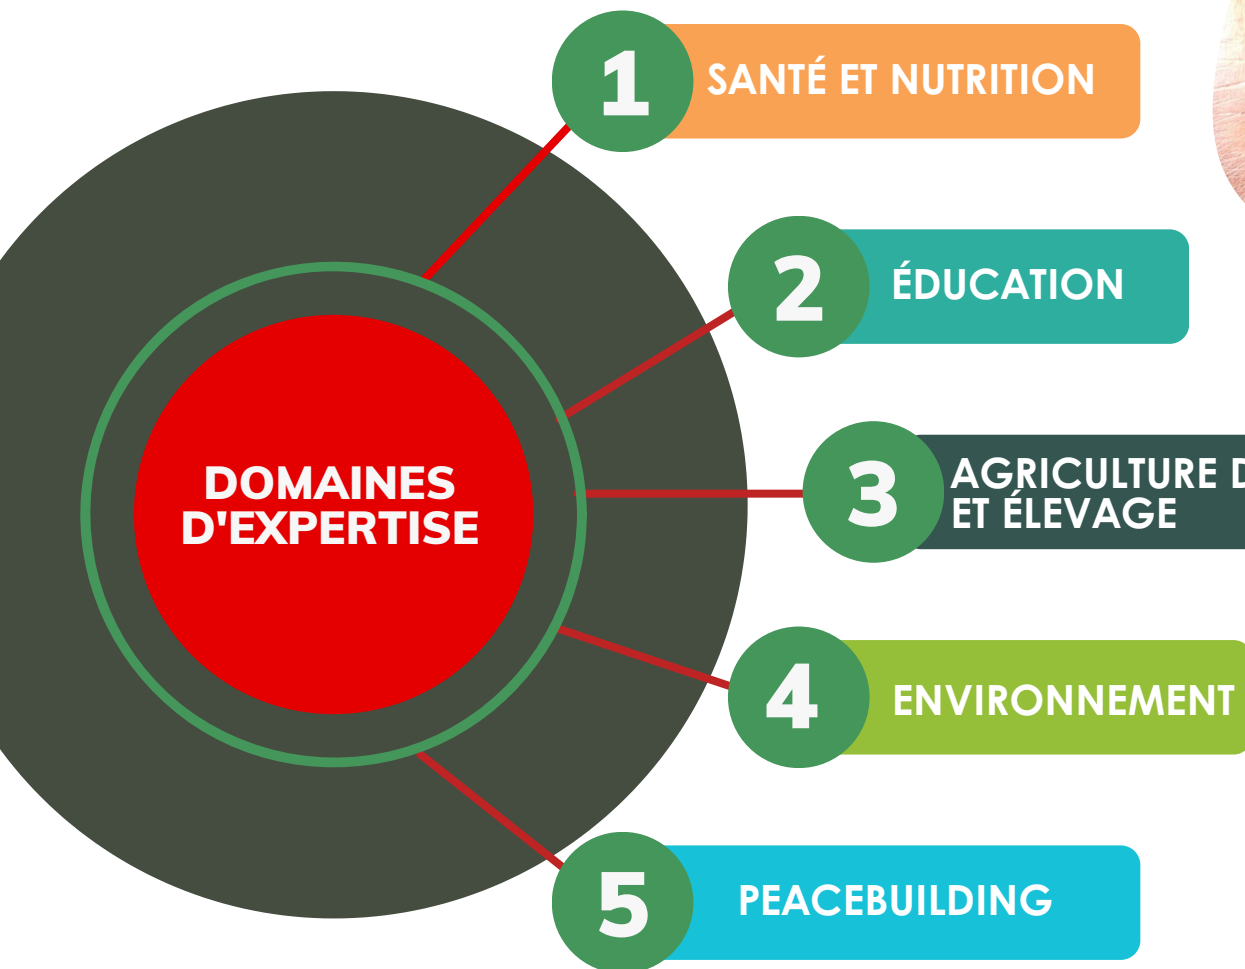 1
SANTÉ ET NUTRITION
2
ÉDUCATION
DOMAINES
D'EXPERTISE
3
AGRICULTURE
ET ÉLEVAGE
4
ENVIRONNEMENT
5
PEACEBUILDING